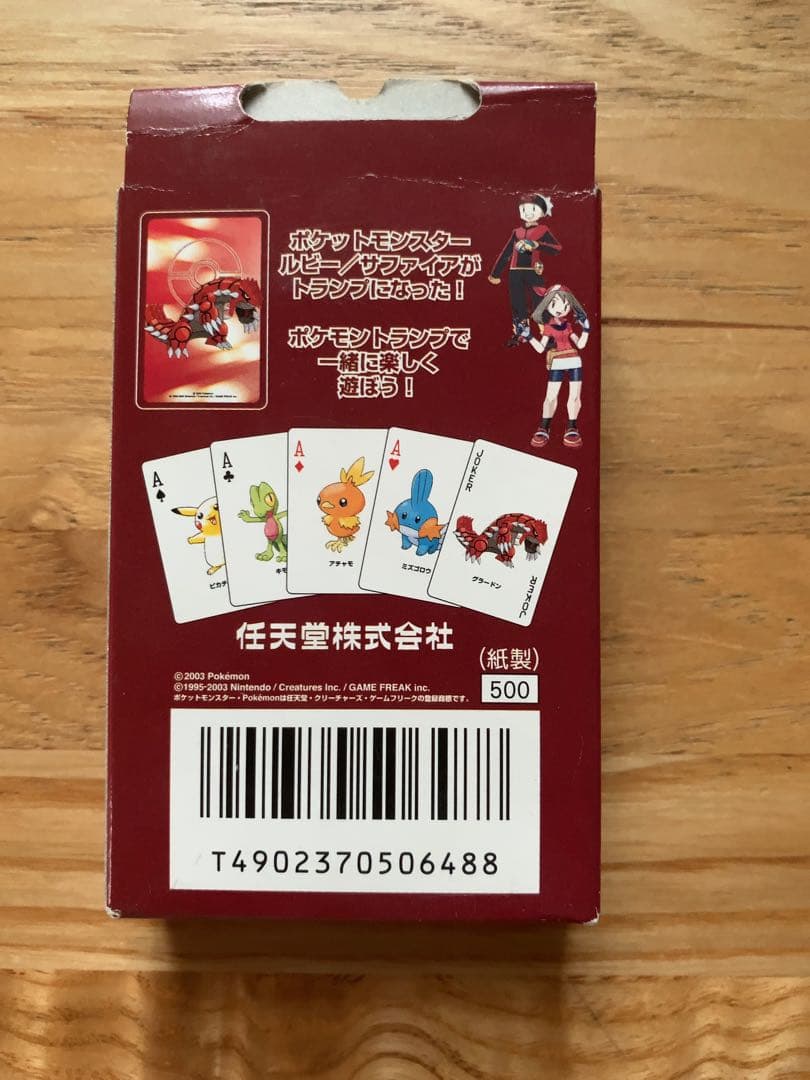 ポケットモンスター
ルビー／サファイアが
トランプになった！
ポケモントランプで
一緒に楽しく
遊ぼう！
A
A
A
A
JOKER
アチャモ
ミズゴロウ
グラードン
JOKER
任天堂株式会社
(紙製)
500
©2003 Pokémon
©1995-2003 Nintendo / Creatures Inc. / GAME FREAK inc.
ポケットモンスター・Pokémonは任天堂・クリーチャーズ・ゲームフリークの登録商標です。
T4902370506488